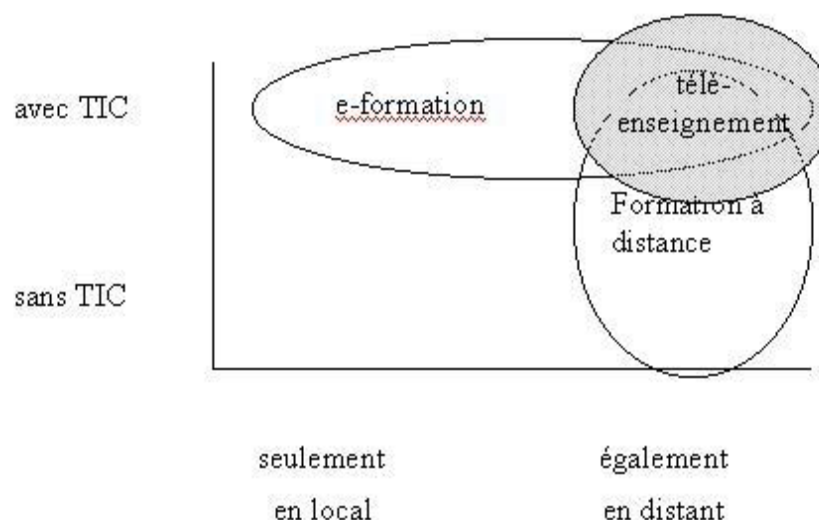 avec TIC
e-formation
télé-
enseignement
Formation à
distance
sans TIC
seulement
en local
également
en distant